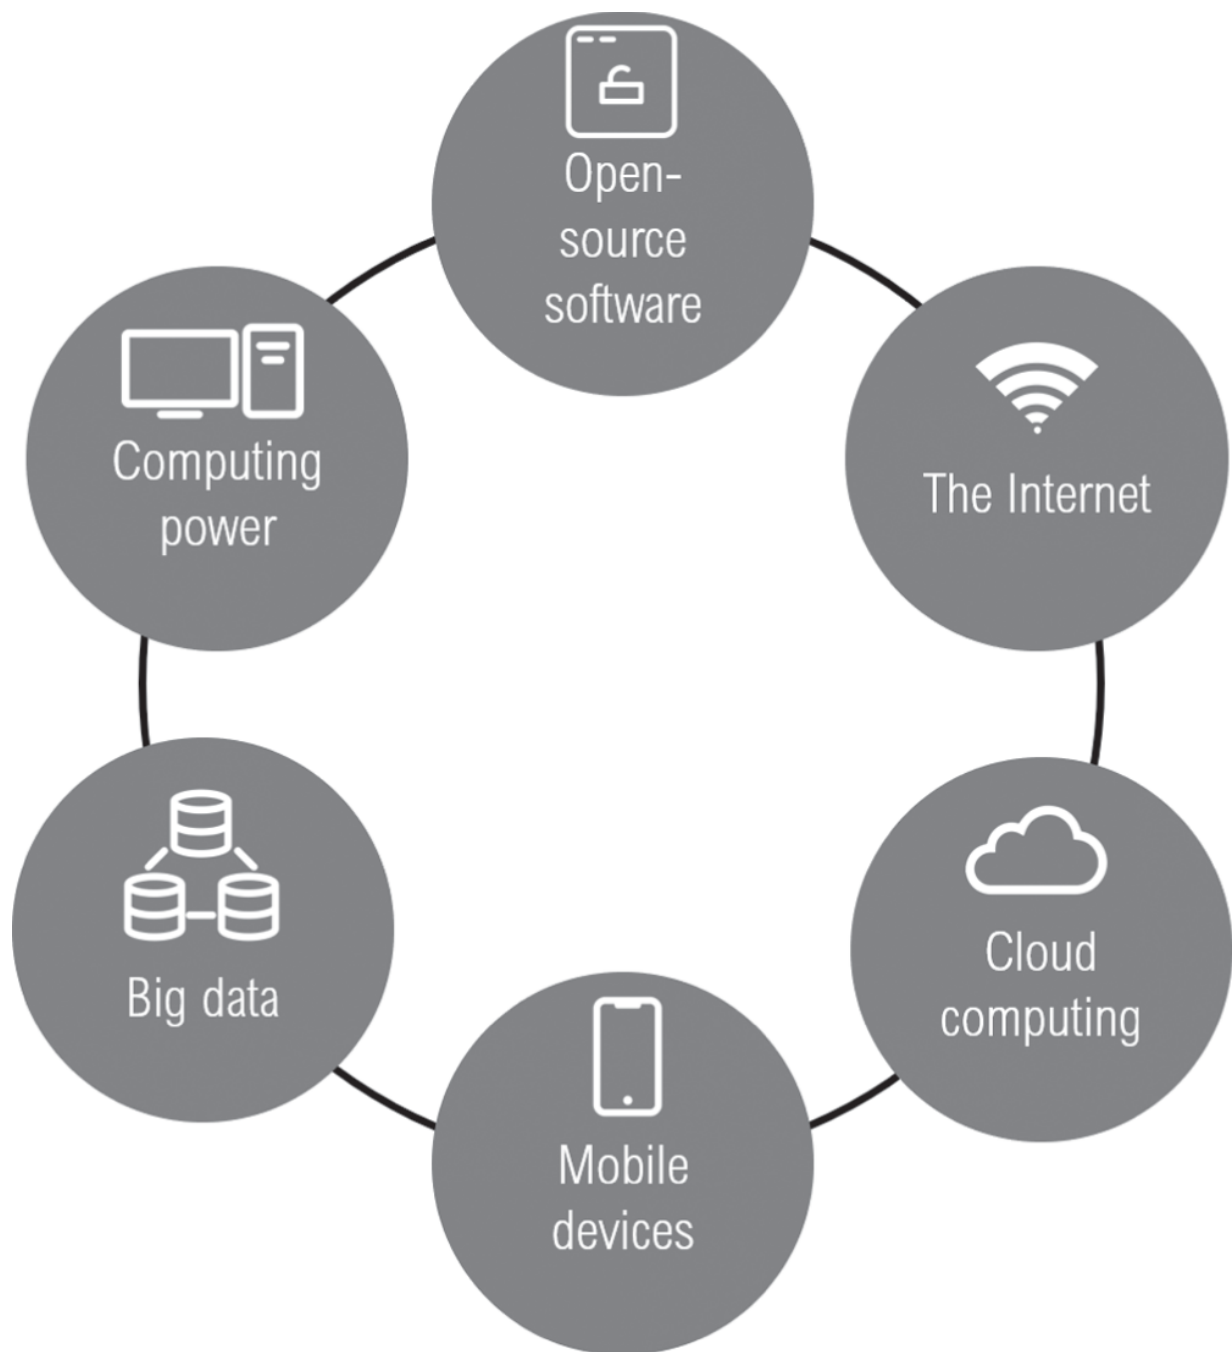 Open-
source
software
The Internet
Cloud
computing
Mobile
devices
Big data
Computing
power